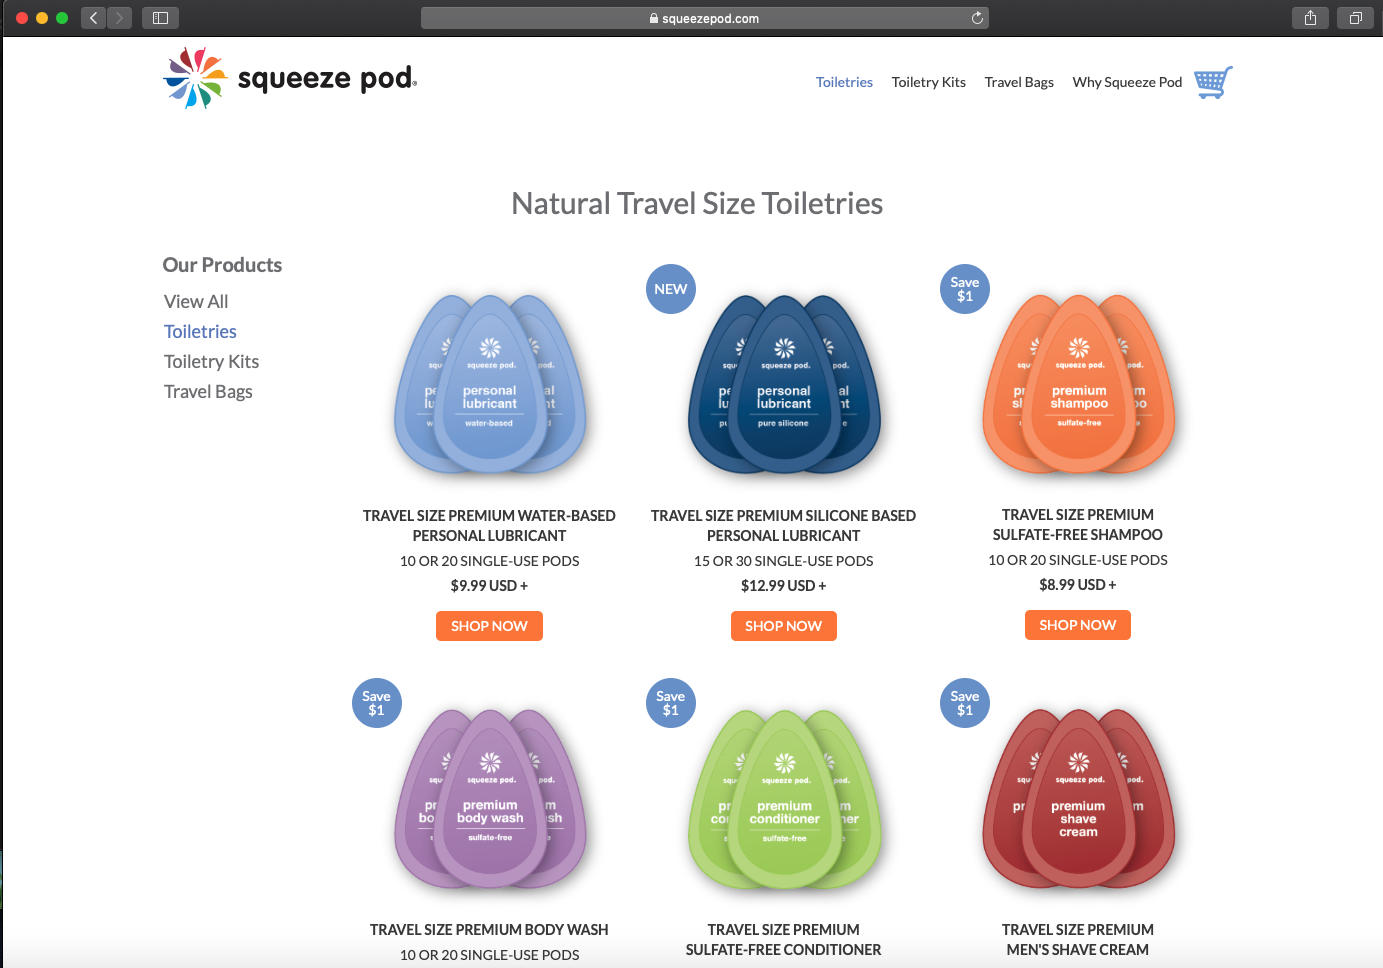 squeezepod.com
squeeze pod®
Toiletries Toiletry Kits Travel Bags Why Squeeze Pod
Natural Travel Size Toiletries
Our Products
View All
Toiletries
Toiletry Kits
Travel Bags
squeeze pod.
personal
lubricant
water-based
TRAVEL SIZE PREMIUM WATER-BASED
PERSONAL LUBRICANT
10 OR 20 SINGLE-USE PODS
$9.99 USD +
SHOP NOW
NEW
squeeze pod.
personal
lubricant
pure silicone
TRAVEL SIZE PREMIUM SILICONE BASED
PERSONAL LUBRICANT
15 OR 30 SINGLE-USE PODS
$12.99 USD +
SHOP NOW
Save
$1
squeeze pod.
premium
shampoo
sulfate-free
TRAVEL SIZE PREMIUM
SULFATE-FREE SHAMPOO
10 OR 20 SINGLE-USE PODS
$8.99 USD +
SHOP NOW
Save
$1
squeeze pod.
premium
body wash
sulfate-free
TRAVEL SIZE PREMIUM BODY WASH
10 OR 20 SINGLE-USE PODS
Save
$1
squeeze pod.
premium
conditioner
sulfate-free
TRAVEL SIZE PREMIUM
SULFATE-FREE CONDITIONER
Save
$1
squeeze pod.
premium
shave
cream
TRAVEL SIZE PREMIUM
MEN'S SHAVE CREAM